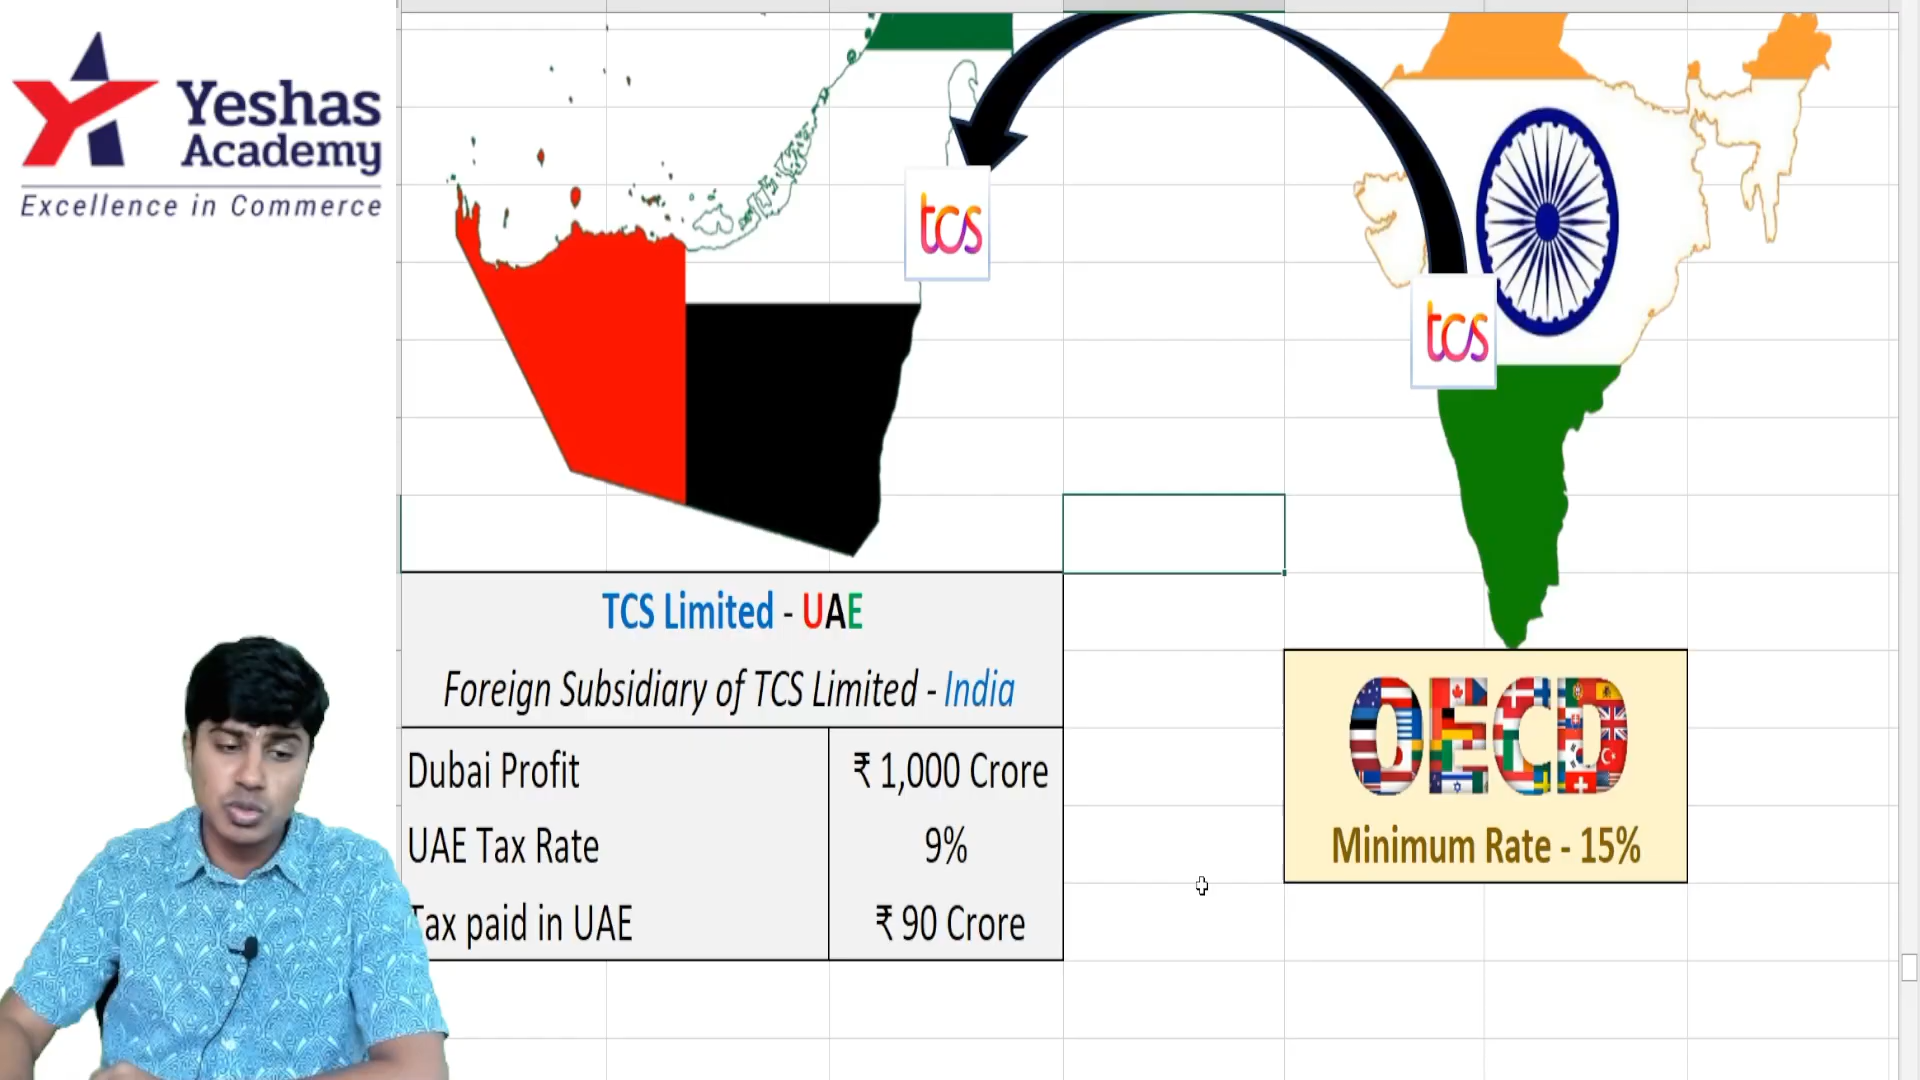 Yeshas
Academy
Excellence in Commerce
tcs
tcs
TCS Limited - UAE
Foreign Subsidiary of TCS Limited - India
Dubai Profit ₹ 1,000 Crore
UAE Tax Rate 9%
Tax paid in UAE ₹ 90 Crore
OECD
Minimum Rate - 15%